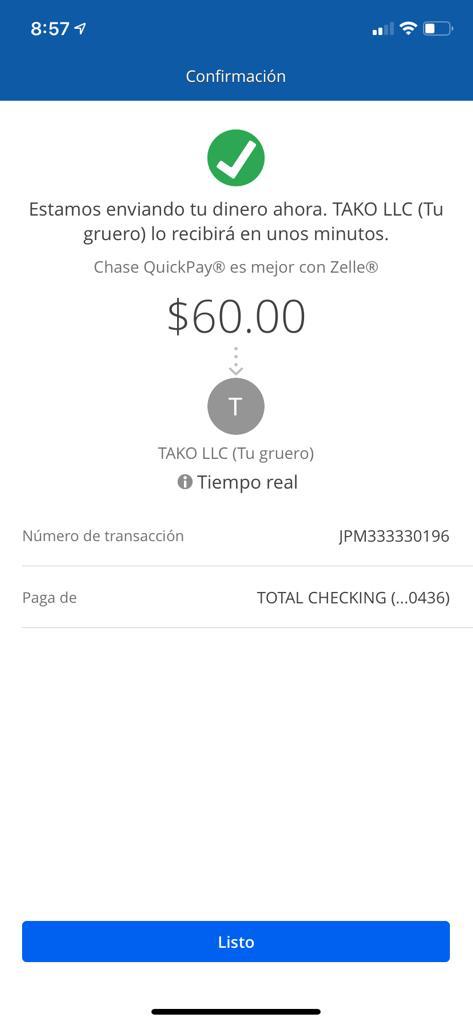 8:57
Confirmación
Estamos enviando tu dinero ahora. TAKO LLC (Tu
gruero) lo recibirá en unos minutos.
Chase QuickPay® es mejor con Zelle®
$60.00
T
TAKO LLC (Tu gruero)
Tiempo real
Número de transacción JPM333330196
Paga de TOTAL CHECKING (...0436)
Listo